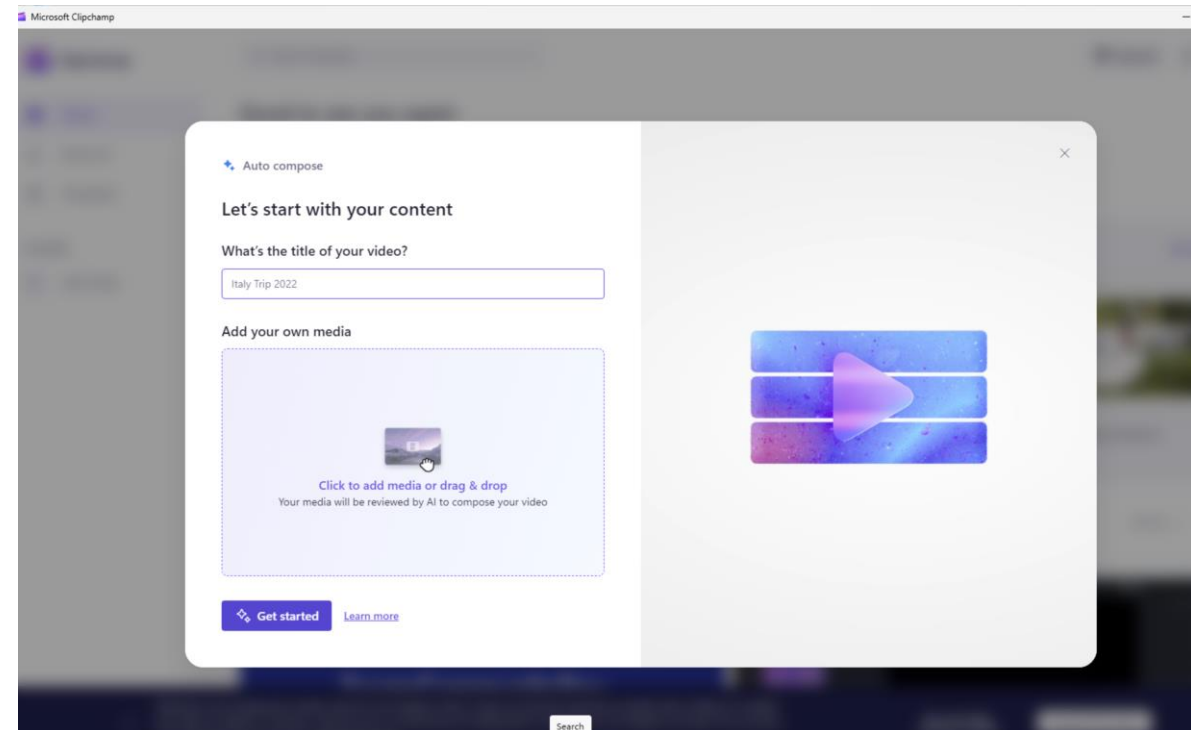 Microsoft Clipchamp
Auto compose
Let's start with your content
What's the title of your video?
Italy Trip 2022
Add your own media
Click to add media or drag & drop
Your media will be reviewed by AI to compose your video
Get started
Learn more
Search